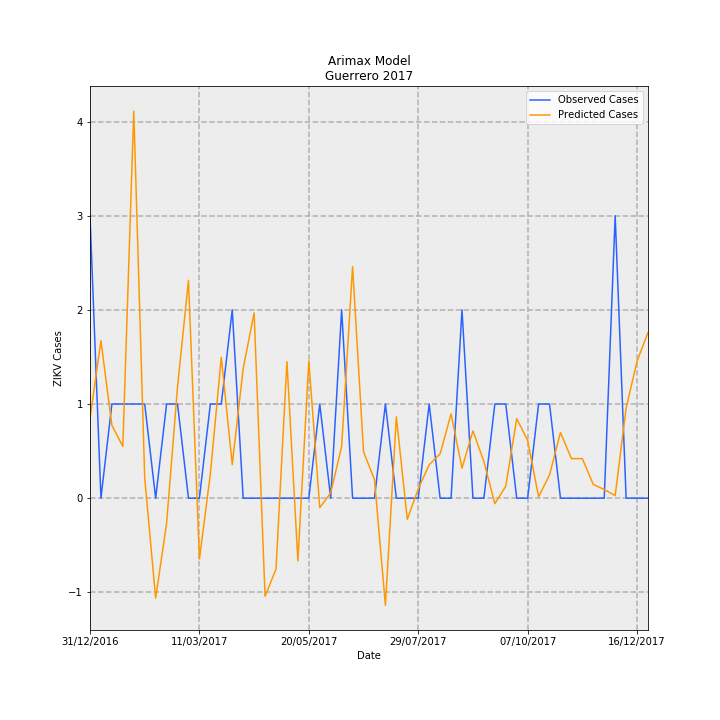 Arimax Model
Guerrero 2017
Observed Cases
Predicted Cases
ZIKV Cases
4
3
2
1
0
−1
31/12/2016
11/03/2017
20/05/2017
29/07/2017
07/10/2017
16/12/2017
Date